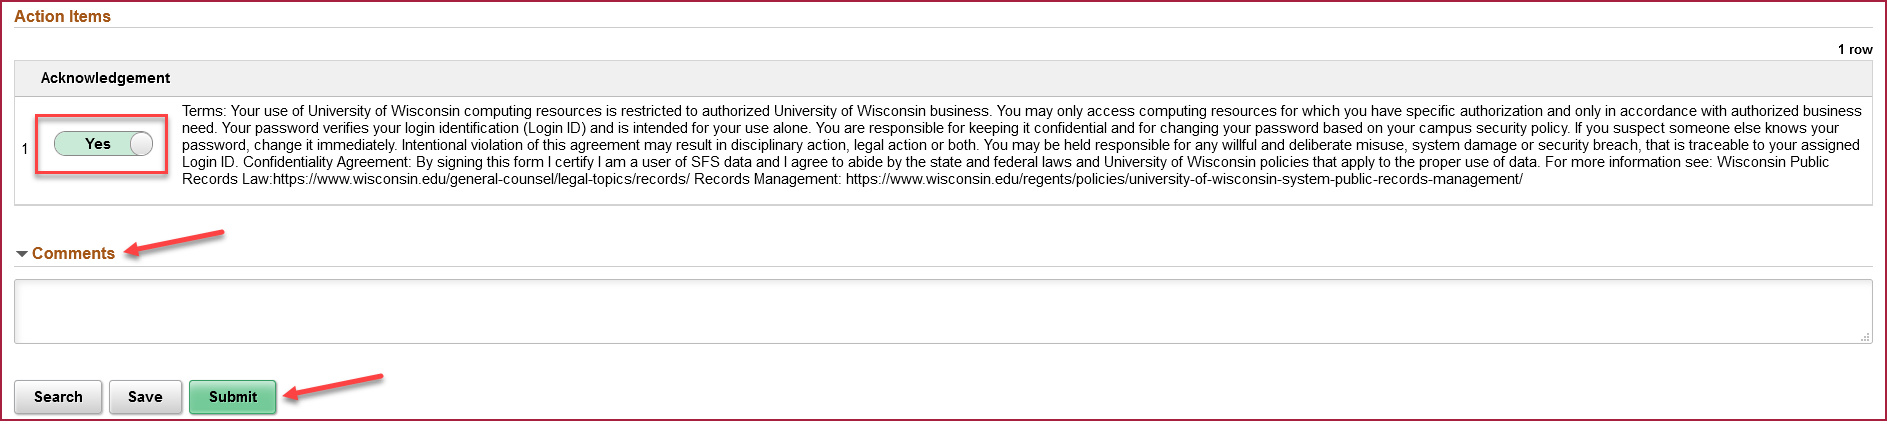 Action Items
1 row
Acknowledgement
Terms: Your use of University of Wisconsin computing resources is restricted to authorized University of Wisconsin business. You may only access computing resources for which you have specific authorization and only in accordance with authorized business
need. Your password verifies your login identification (Login ID) and is intended for your use alone. You are responsible for keeping it confidential and for changing your password based on your campus security policy. If you suspect someone else knows your
1 Yes password, change it immediately. Intentional violation of this agreement may result in disciplinary action, legal action or both. You may be held responsible for any willful and deliberate misuse, system damage or security breach, that is traceable to your assigned
Login ID. Confidentiality Agreement: By signing this form I certify I am a user of SFS data and I agree to abide by the state and federal laws and University of Wisconsin policies that apply to the proper use of data. For more information see: Wisconsin Public
Records Law:https://www.wisconsin.edu/general-counsel/legal-topics/records/ Records Management: https://www.wisconsin.edu/regents/policies/university-of-wisconsin-system-public-records-management/
Comments
Search Save Submit